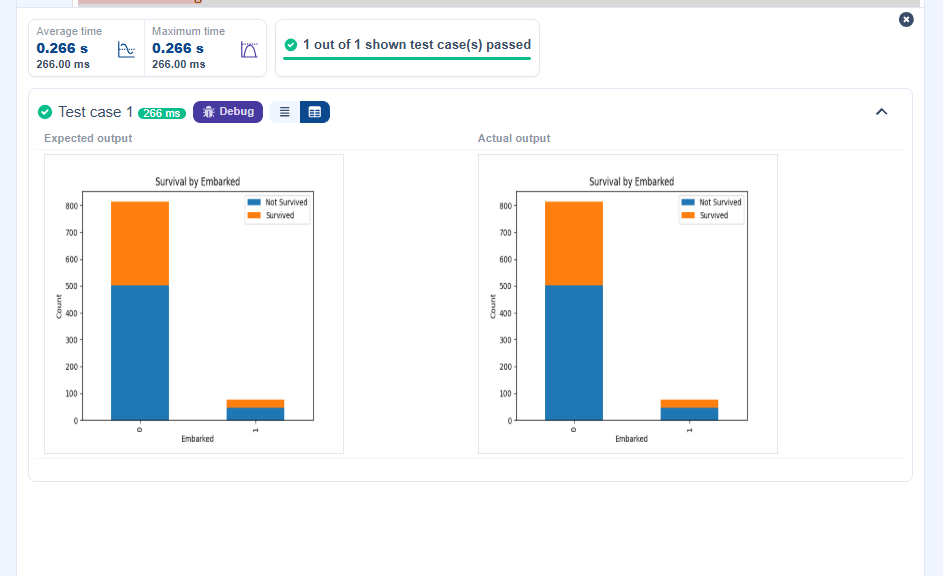 Average time
0.266 s
266.00 ms
Maximum time
0.266 s
266.00 ms
1 out of 1 shown test case(s) passed
Test case 1 266 ms Debug
Expected output
Survival by Embarked
Not Survived
Survived
800
700
600
500
400
300
200
100
0
Count
0 1
Embarked
Actual output
Survival by Embarked
Not Survived
Survived
800
700
600
500
400
300
200
100
0
Count
0 1
Embarked